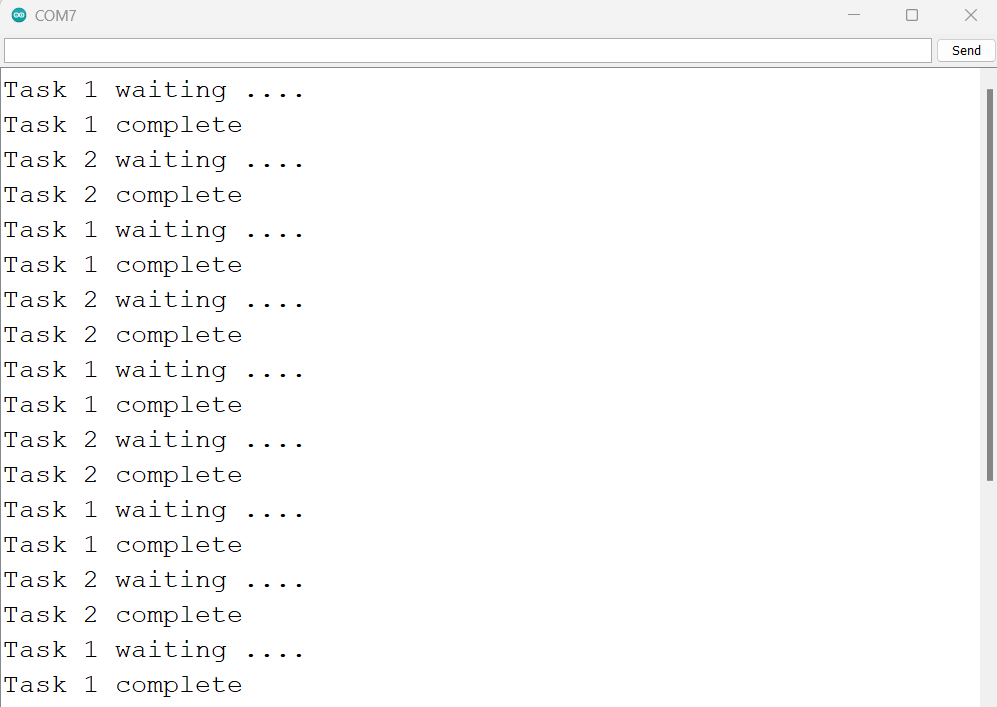 COM7
Send
Task 1 waiting ....
Task 1 complete
Task 2 waiting ....
Task 2 complete
Task 1 waiting ....
Task 1 complete
Task 2 waiting ....
Task 2 complete
Task 1 waiting ....
Task 1 complete
Task 2 waiting ....
Task 2 complete
Task 1 waiting ....
Task 1 complete
Task 2 waiting ....
Task 2 complete
Task 1 waiting ....
Task 1 complete